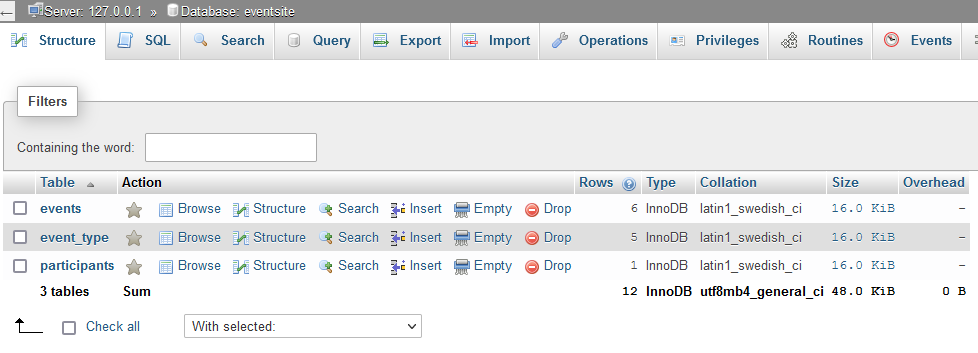 Server: 127.0.0.1 » Database: eventsite
Structure SQL Search Query Export Import Operations Privileges Routines Events
Filters
Containing the word:
Table Action Rows Type Collation Size Overhead
events Browse Structure Search Insert Empty Drop 6 InnoDB latin1_swedish_ci 16.0 KiB -
event_type Browse Structure Search Insert Empty Drop 5 InnoDB latin1_swedish_ci 16.0 KiB -
participants Browse Structure Search Insert Empty Drop 1 InnoDB latin1_swedish_ci 16.0 KiB -
3 tables Sum 12 InnoDB utf8mb4_general_ci 48.0 KiB 0 B
Check all With selected: